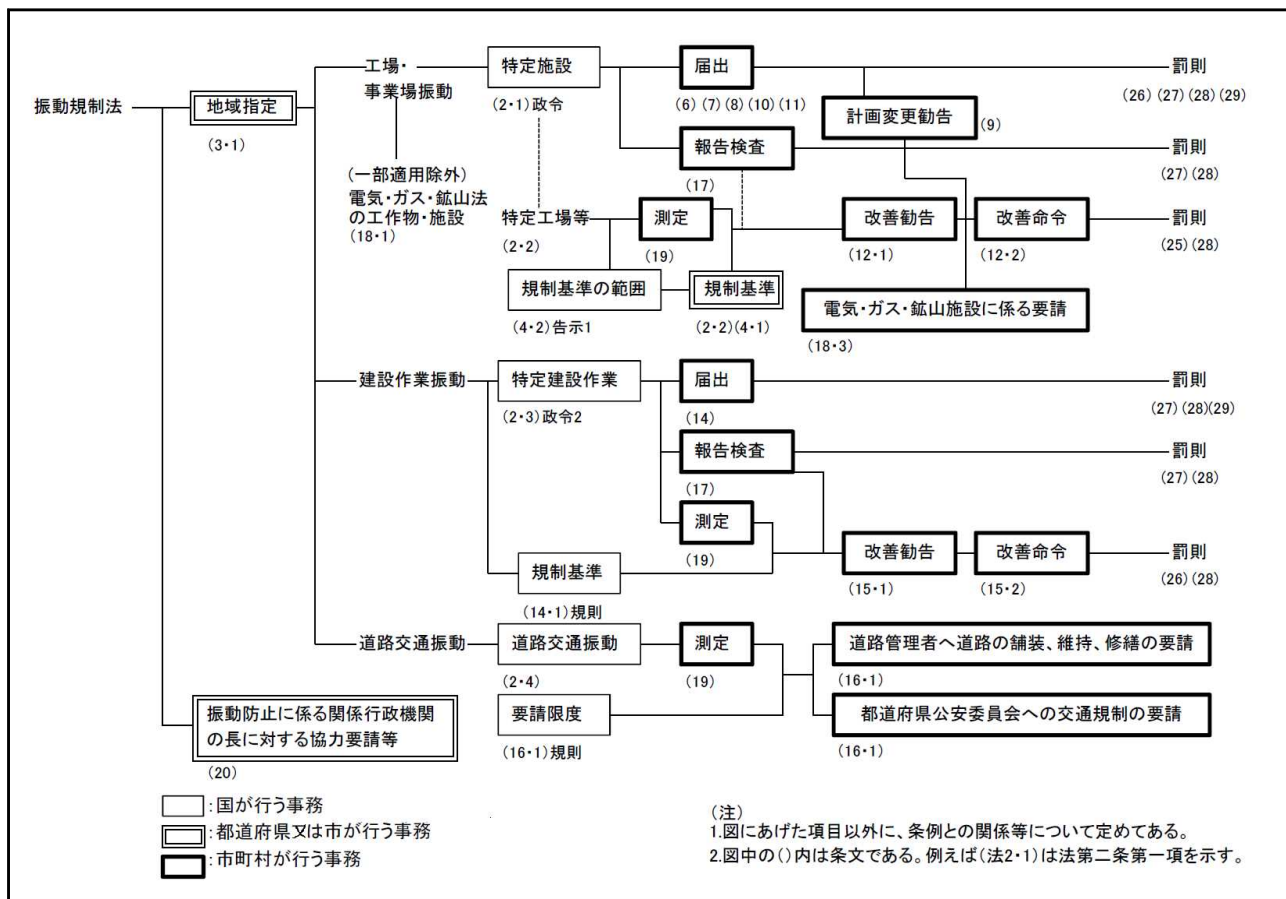 振動規制法
地域指定
(3・1)
工場・
事業場振動
(一部適用除外)
電気・ガス・鉱山法
の工作物・施設
(18・1)
特定施設
(2・1)政令
届出
(6) (7) (8) (10) (11)
計画変更勧告
(9)
罰則
(26) (27) (28) (29)
報告検査
(17)
罰則
(27) (28)
特定工場等
(2・2)
測定
(19)
改善勧告
(12・1)
改善命令
(12・2)
罰則
(25) (28)
規制基準の範囲
(4・2)告示1
規制基準
(2・2)(4・1)
電気・ガス・鉱山施設に係る要請
(18・3)
建設作業振動
特定建設作業
(2・3)政令2
届出
(14)
罰則
(27) (28)(29)
報告検査
(17)
罰則
(27) (28)
測定
(19)
規制基準
(14・1)規則
改善勧告
(15・1)
改善命令
(15・2)
罰則
(26) (28)
道路交通振動
道路交通振動
(2・4)
測定
(19)
要請限度
(16・1)規則
道路管理者へ道路の舗装、維持、修繕の要請
(16・1)
都道府県公安委員会への交通規制の要請
(16・1)
振動防止に係る関係行政機関
の長に対する協力要請等
(20)
:国が行う事務
:都道府県又は市が行う事務
:市町村が行う事務
(注)
1.図にあげた項目以外に、条例との関係等について定めてある。
2.図中の()内は条文である。例えば(法2・1)は法第二条第一項を示す。